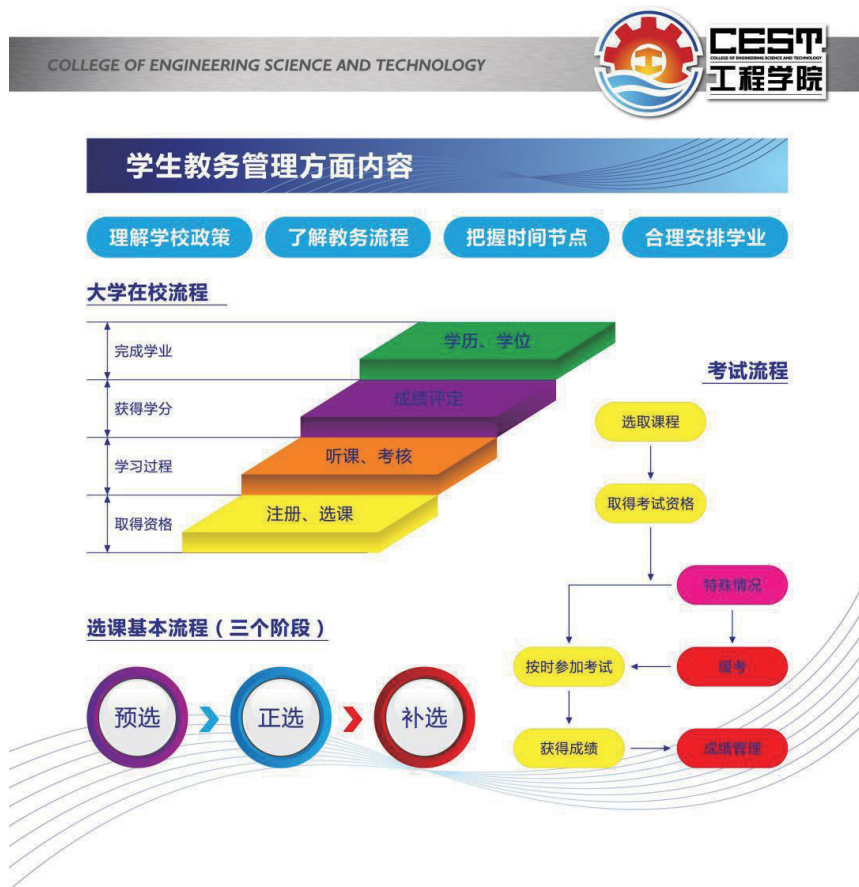 COLLEGE OF ENGINEERING SCIENCE AND TECHNOLOGY
CEST
COLLEGE OF ENGINEERING SCIENCE AND TECHNOLOGY
工程学院
学生教务管理方面内容
理解学校政策
了解教务流程
把握时间节点
合理安排学业
大学在校流程
完成学业
学历、学位
获得学分
成绩评定
学习过程
听课、考核
取得资格
注册、选课
考试流程
选取课程
取得考试资格
特殊情况
按时参加考试
缓考
获得成绩
成绩管理
选课基本流程（三个阶段）
预选
正选
补选